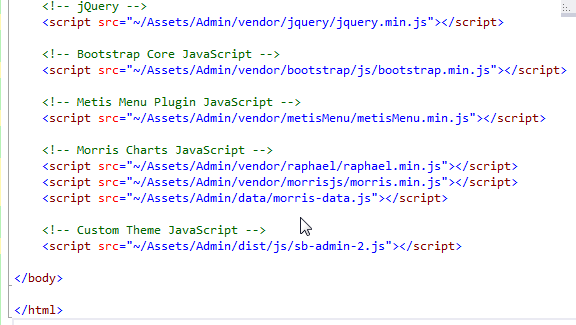 <!-- jQuery -->
<script src="~/Assets/Admin/vendor/jquery/jquery.min.js"></script>
<!-- Bootstrap Core JavaScript -->
<script src="~/Assets/Admin/vendor/bootstrap/js/bootstrap.min.js"></script>
<!-- Metis Menu Plugin JavaScript -->
<script src="~/Assets/Admin/vendor/metisMenu/metisMenu.min.js"></script>
<!-- Morris Charts JavaScript -->
<script src="~/Assets/Admin/vendor/raphael/raphael.min.js"></script>
<script src="~/Assets/Admin/vendor/morrisjs/morris.min.js"></script>
<script src="~/Assets/Admin/data/morris-data.js"></script>
<!-- Custom Theme JavaScript -->
<script src="~/Assets/Admin/dist/js/sb-admin-2.js"></script>
</body>
</html>